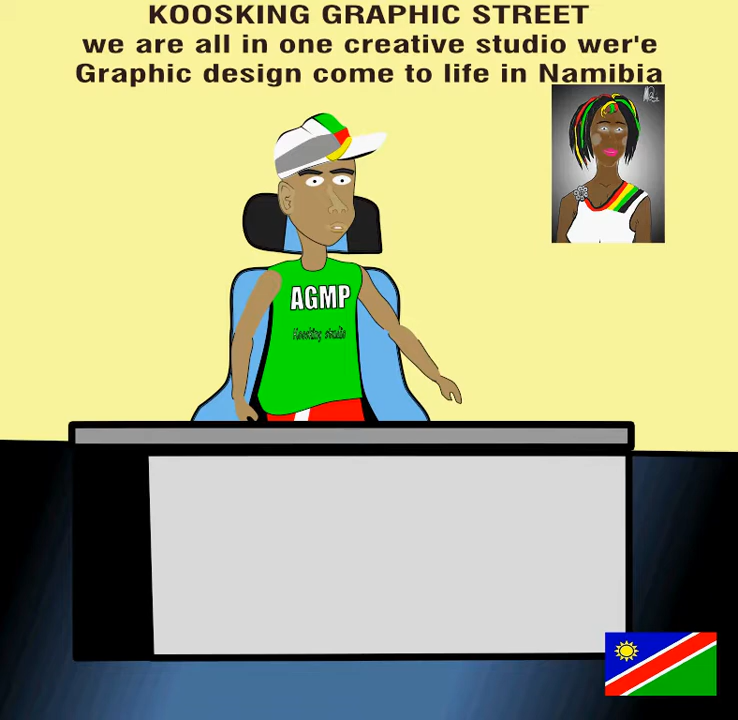 KOOSKING GRAPHIC STREET
we are all in one creative studio wer'e
Graphic design come to life in Namibia
AGMP
Koosking studio